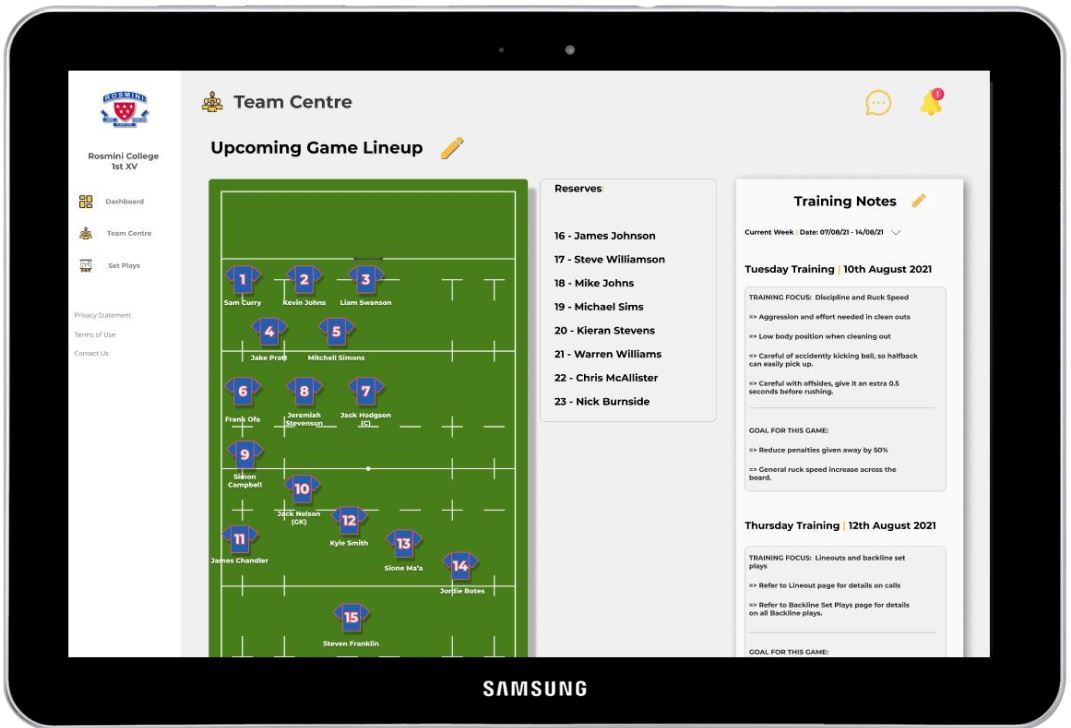 ROSMINI
Rosmini College
1st XV
Dashboard
Team Centre
Set Plays
Privacy Statement
Terms of Use
Contact Us
Team Centre
1
Upcoming Game Lineup
1
2
3
Sam Curry
Kevin Johns
Liam Swanson
4
5
Jake Pratt
Mitchell Simons
6
8
7
Frank Ofa
Jeremiah
Stevenson
Jack Hodgson
(C)
9
Simon
Campbell
10
Jack Nelson
(GK)
12
Kyle Smith
11
James Chandler
13
Sione Ma'a
14
Jordie Botes
15
Steven Franklin
Reserves:
16 - James Johnson
17 - Steve Williamson
18 - Mike Johns
19 - Michael Sims
20 - Kieran Stevens
21 - Warren Williams
22 - Chris McAllister
23 - Nick Burnside
Training Notes
Current Week | Date: 07/08/21 - 14/08/21
Tuesday Training | 10th August 2021
TRAINING FOCUS: Discipline and Ruck Speed
=> Aggression and effort needed in clean outs
=> Low body position when cleaning out
=> Careful of accidently kicking ball, so halfback
can easily pick up.
=> Careful with offsides, give it an extra 0.5
seconds before rushing.
GOAL FOR THIS GAME:
=> Reduce penalties given away by 50%
=> General ruck speed increase across the
board.
Thursday Training | 12th August 2021
TRAINING FOCUS: Lineouts and backline set
plays
=> Refer to Lineout page for details on calls
=> Refer to Backline Set Plays page for details
on all Backline plays.
GOAL FOR THIS GAME:
SAMSUNG